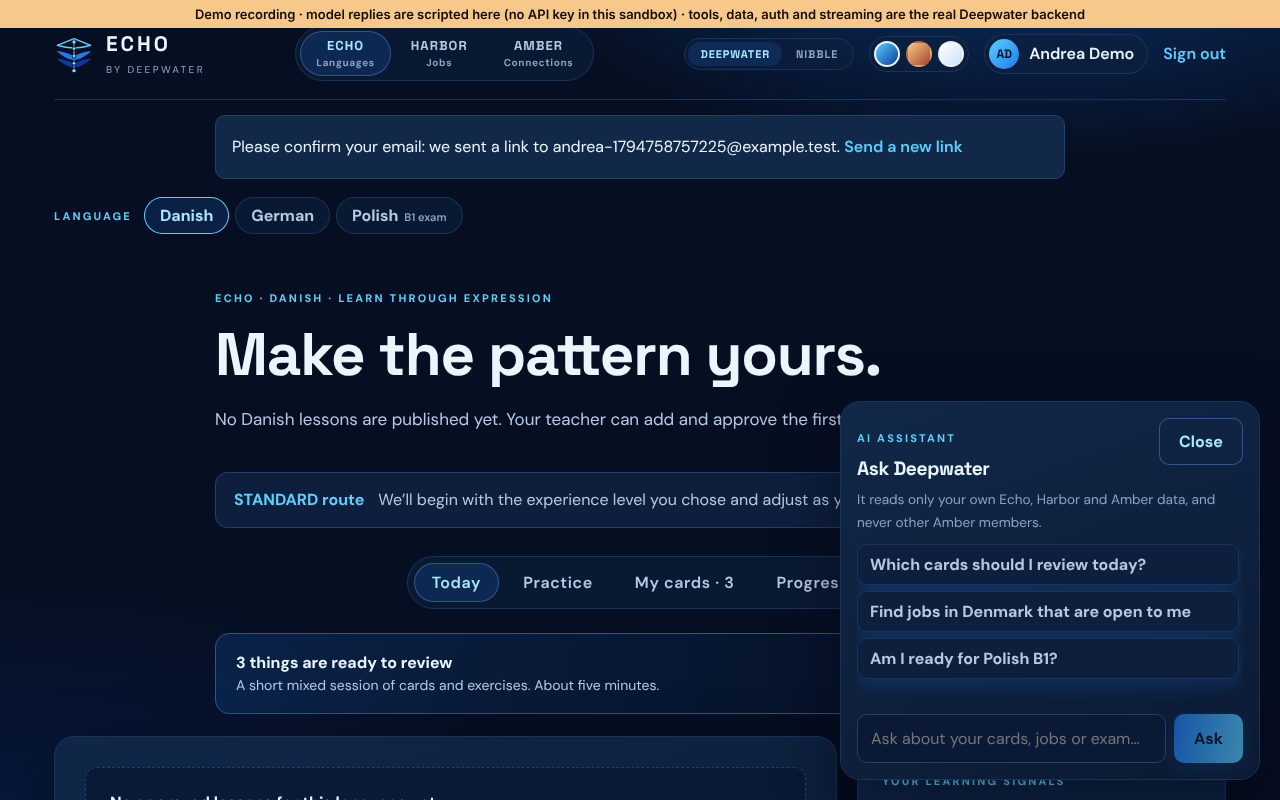 Demo recording · model replies are scripted here (no API key in this sandbox) · tools, data, auth and streaming are the real Deepwater backend
ECHO
BY DEEPWATER
ECHO
Languages
HARBOR
Jobs
AMBER
Connections
DEEPWATER
NIBBLE
AD
Andrea Demo
Sign out
Please confirm your email: we sent a link to andrea-1794758757225@example.test. Send a new link
LANGUAGE
Danish
German
Polish B1 exam
ECHO · DANISH · LEARN THROUGH EXPRESSION
Make the pattern yours.
No Danish lessons are published yet. Your teacher can add and approve the first
STANDARD route We'll begin with the experience level you chose and adjust as y
Today
Practice
My cards · 3
Progres
3 things are ready to review
A short mixed session of cards and exercises. About five minutes.
AI ASSISTANT
Close
Ask Deepwater
It reads only your own Echo, Harbor and Amber data, and
never other Amber members.
Which cards should I review today?
Find jobs in Denmark that are open to me
Am I ready for Polish B1?
Ask about your cards, jobs or exam…
Ask
YOUR LEARNING SIGNALS